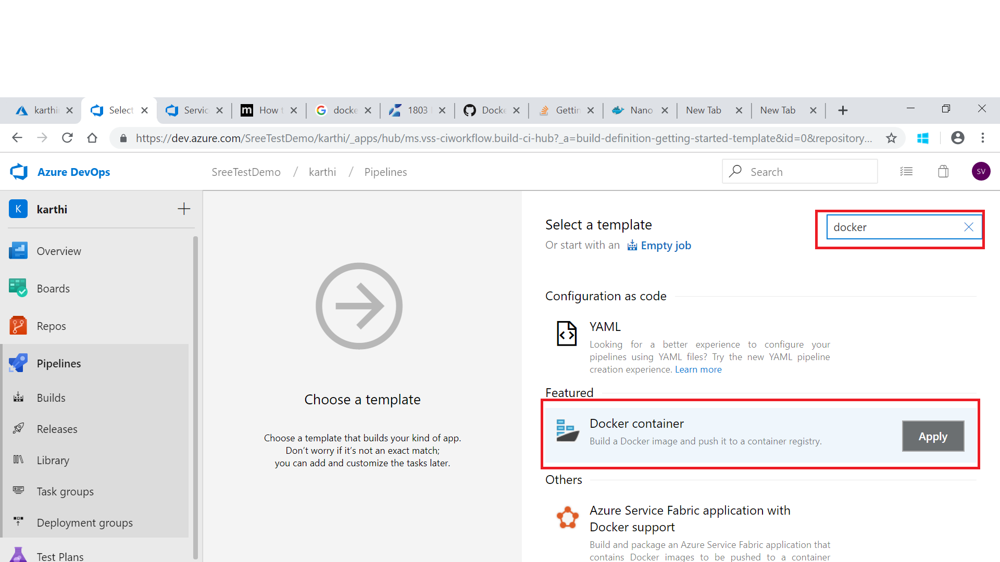 karthi
Select
Servic
m How t
docke
1803
Docke
Gettin
Nano
New Tab
New Tab
https://dev.azure.com/SreeTestDemo/karthi/_apps/hub/ms.vss-ciworkflow.build-ci-hub?_a=build-definition-getting-started-template&id=0&repository...
Azure DevOps
SreeTestDemo / karthi / Pipelines
Search
SV
K karthi
Overview
Boards
Repos
Pipelines
Builds
Releases
Library
Task groups
Deployment groups
Test Plans
Choose a template
Choose a template that builds your kind of app.
Don't worry if it's not an exact match;
you can add and customize the tasks later.
Select a template
docker
Or start with an Empty job
Configuration as code
YAML
Looking for a better experience to configure your
pipelines using YAML files? Try the new YAML pipeline
creation experience. Learn more
Featured
Docker container
Build a Docker image and push it to a container registry.
Apply
Others
Azure Service Fabric application with
Docker support
Build and package an Azure Service Fabric application that
contains Docker images to be pushed to a container